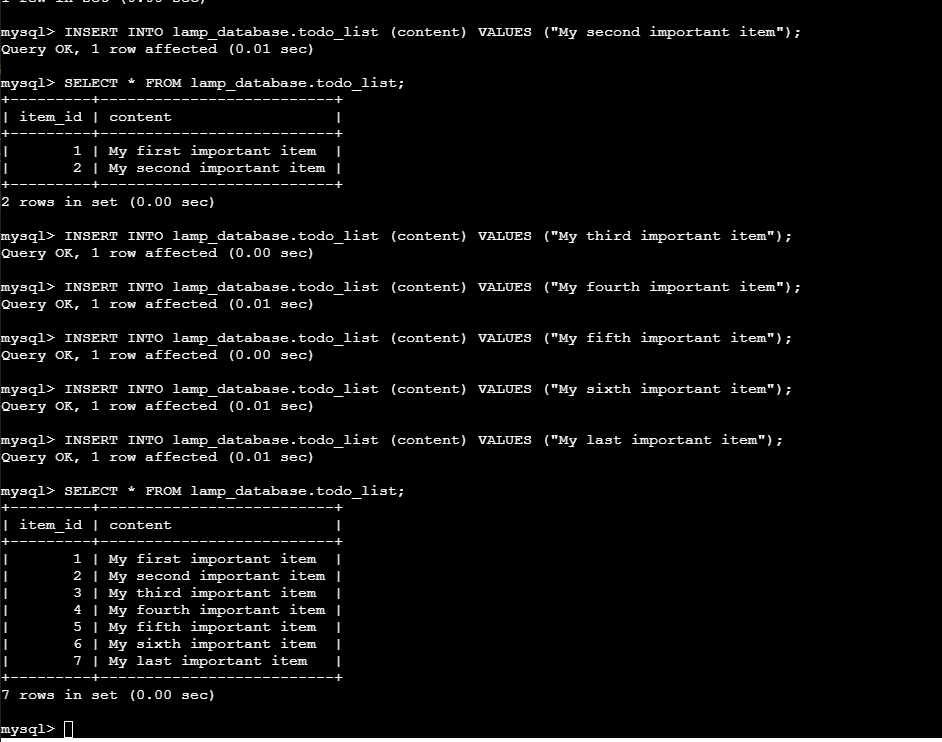 1 row in set (0.00 sec)
mysql> INSERT INTO lamp_database.todo_list (content) VALUES ("My second important item");
Query OK, 1 row affected (0.01 sec)
mysql> SELECT * FROM lamp_database.todo_list;
+---------+--------------------------+
| item_id | content                  |
+---------+--------------------------+
|       1 | My first important item  |
|       2 | My second important item |
+---------+--------------------------+
2 rows in set (0.00 sec)
mysql> INSERT INTO lamp_database.todo_list (content) VALUES ("My third important item");
Query OK, 1 row affected (0.00 sec)
mysql> INSERT INTO lamp_database.todo_list (content) VALUES ("My fourth important item");
Query OK, 1 row affected (0.01 sec)
mysql> INSERT INTO lamp_database.todo_list (content) VALUES ("My fifth important item");
Query OK, 1 row affected (0.00 sec)
mysql> INSERT INTO lamp_database.todo_list (content) VALUES ("My sixth important item");
Query OK, 1 row affected (0.01 sec)
mysql> INSERT INTO lamp_database.todo_list (content) VALUES ("My last important item");
Query OK, 1 row affected (0.01 sec)
mysql> SELECT * FROM lamp_database.todo_list;
+---------+--------------------------+
| item_id | content                  |
+---------+--------------------------+
|       1 | My first important item  |
|       2 | My second important item |
|       3 | My third important item  |
|       4 | My fourth important item |
|       5 | My fifth important item  |
|       6 | My sixth important item  |
|       7 | My last important item   |
+---------+--------------------------+
7 rows in set (0.00 sec)
mysql>